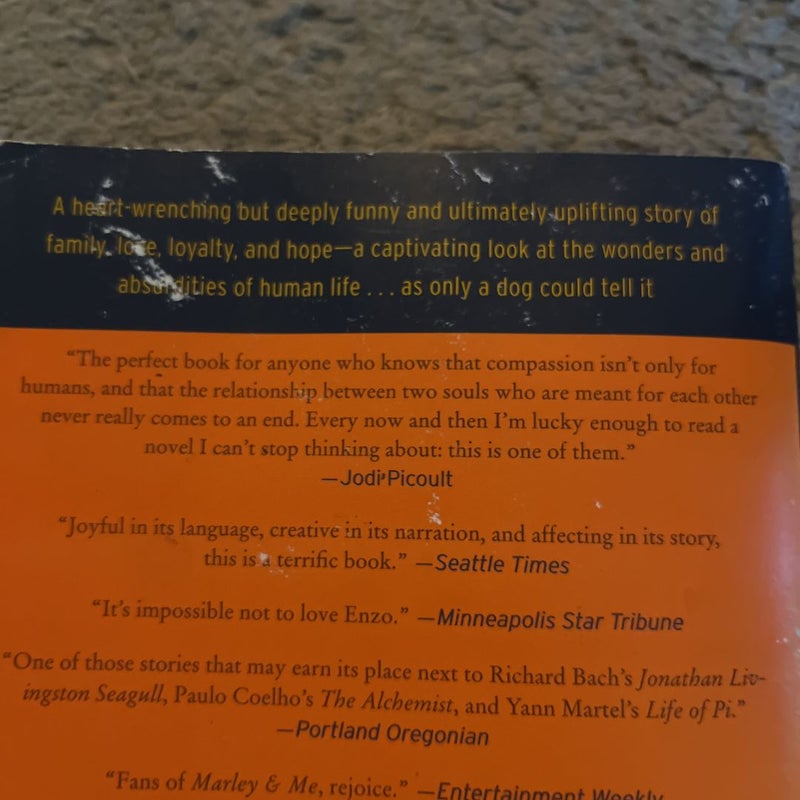 A heart-wrenching but deeply funny and ultimately uplifting story of
family, love, loyalty, and hope—a captivating look at the wonders and
absurdities of human life . . . as only a dog could tell it
“The perfect book for anyone who knows that compassion isn’t only for
humans, and that the relationship between two souls who are meant for each other
never really comes to an end. Every now and then I’m lucky enough to read a
novel I can’t stop thinking about: this is one of them.”
—Jodi Picoult
“Joyful in its language, creative in its narration, and affecting in its story,
this is a terrific book.” —Seattle Times
“It’s impossible not to love Enzo.” —Minneapolis Star Tribune
“One of those stories that may earn its place next to Richard Bach’s Jonathan Liv-
ingston Seagull, Paulo Coelho’s The Alchemist, and Yann Martel’s Life of Pi.”
—Portland Oregonian
“Fans of Marley & Me, rejoice.” —Entertainment Weekly